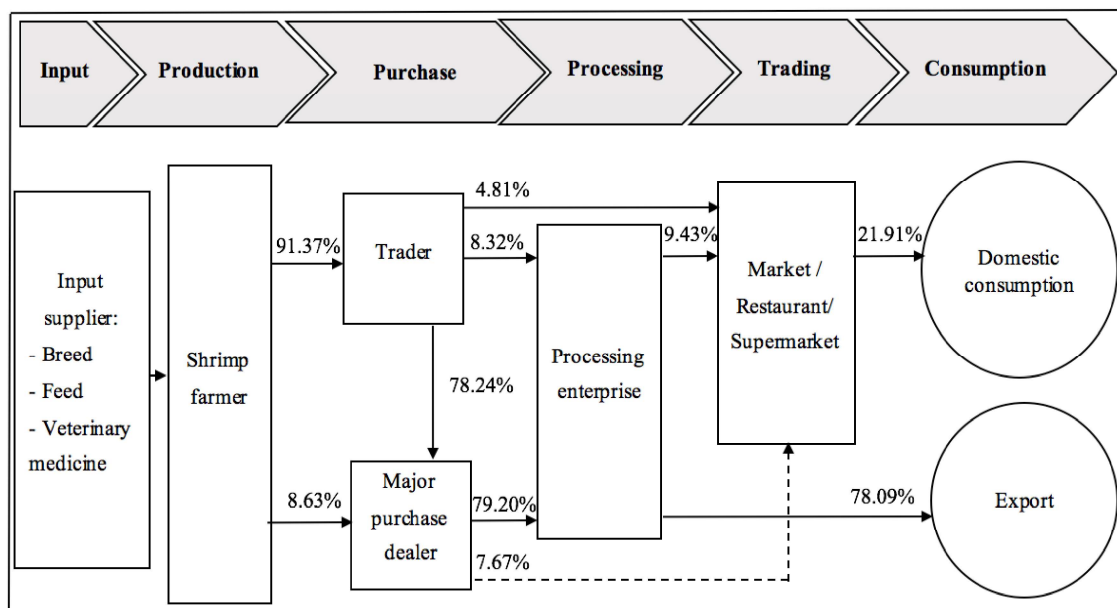 Input
Production
Purchase
Processing
Trading
Consumption
Input
supplier:
- Breed
- Feed
- Veterinary
medicine
Shrimp
farmer
91.37%
8.63%
Trader
78.24%
Major
purchase
dealer
4.81%
8.32%
79.20%
7.67%
Processing
enterprise
9.43%
Market /
Restaurant/
Supermarket
21.91%
78.09%
Domestic
consumption
Export